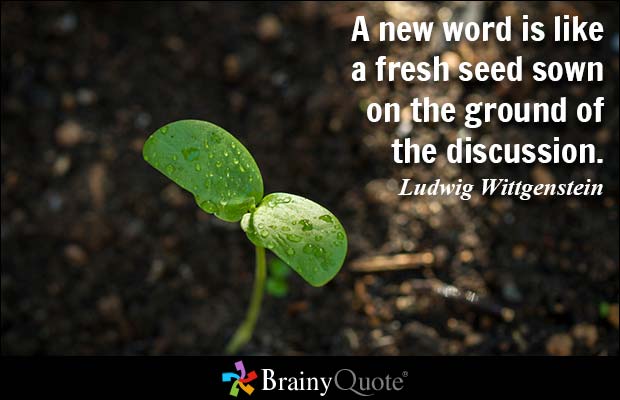 A new word is like
a fresh seed sown
on the ground of
the discussion.
Ludwig Wittgenstein
BrainyQuote®